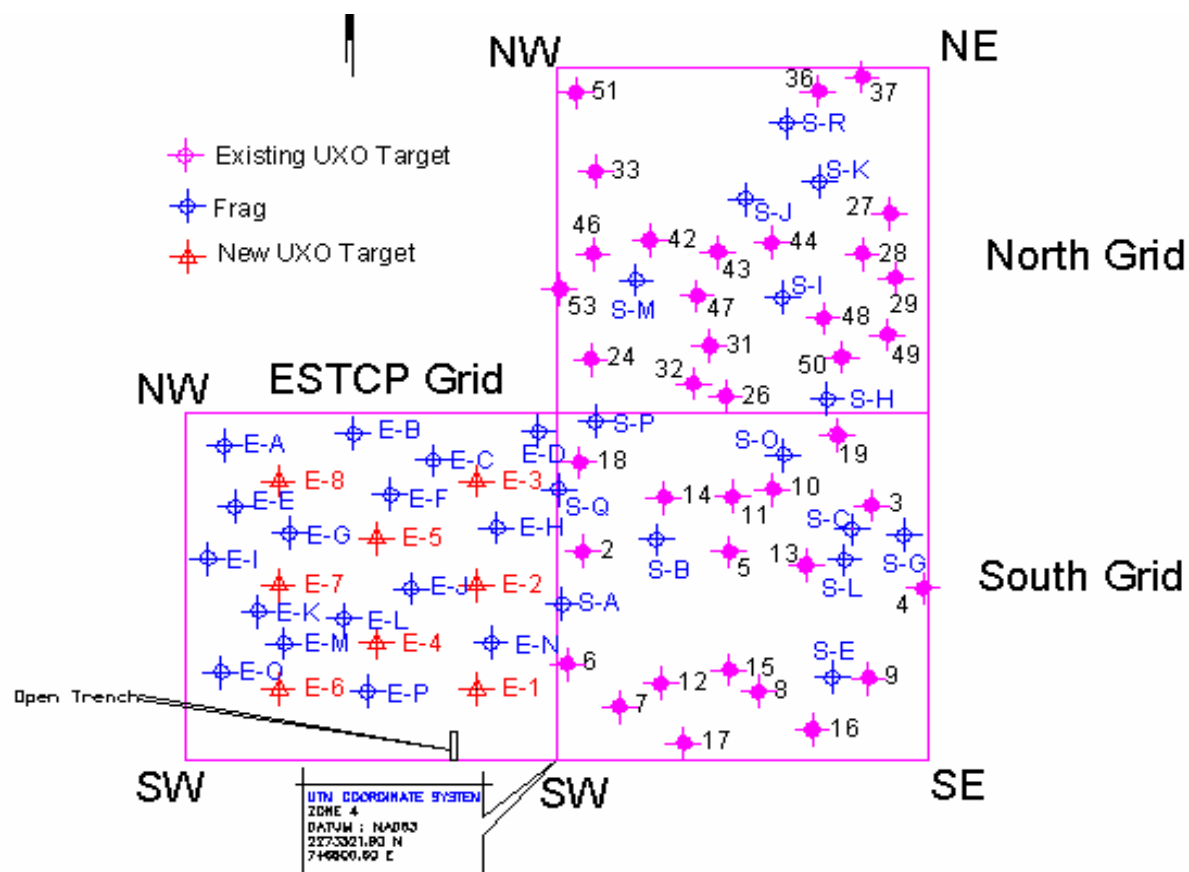 NW
NE
51
36
37
S-R
Existing UXO Target
33
S-K
Frag
S-J
27
New UXO Target
46
42
43
44
28
North Grid
S-M
S-I
29
53
47
48
31
49
24
50
NW
ESTCP Grid
32
26
S-H
E-A
E-B
S-P
S-O
19
E-C
E-D
18
E-8
E-3
E-E
E-F
S-Q
14
11
10
3
E-G
E-5
E-H
S-C
E-I
2
S-B
5
13
S-L
S-G
South Grid
E-7
E-J
E-2
4
E-K
E-L
S-A
E-M
E-4
E-N
6
15
S-E
E-O
12
8
9
Open Trench
E-6
E-P
E-1
7
17
16
SW
SW
SE
UTN COORDINATE SYSTEN
ZONE 4
DATUM : NAD83